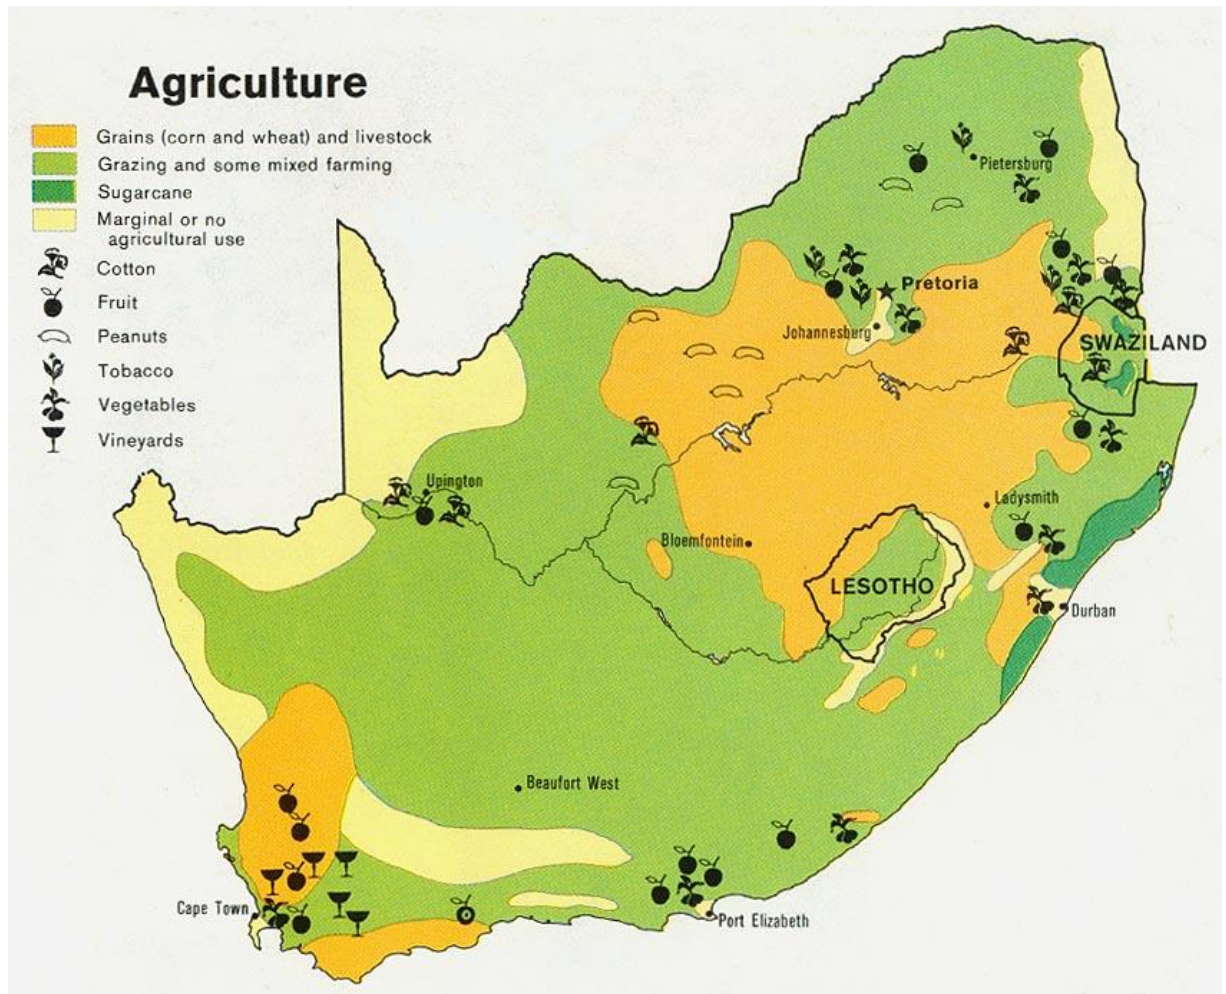 Agriculture
Grains (corn and wheat) and livestock
Grazing and some mixed farming
Sugarcane
Marginal or no
agricultural use
Cotton
Fruit
Peanuts
Tobacco
Vegetables
Vineyards
Pietersburg
Pretoria
Johannesburg
SWAZILAND
Upington
Ladysmith
Bloemfontein
LESOTHO
Durban
Beaufort West
Cape Town
Port Elizabeth